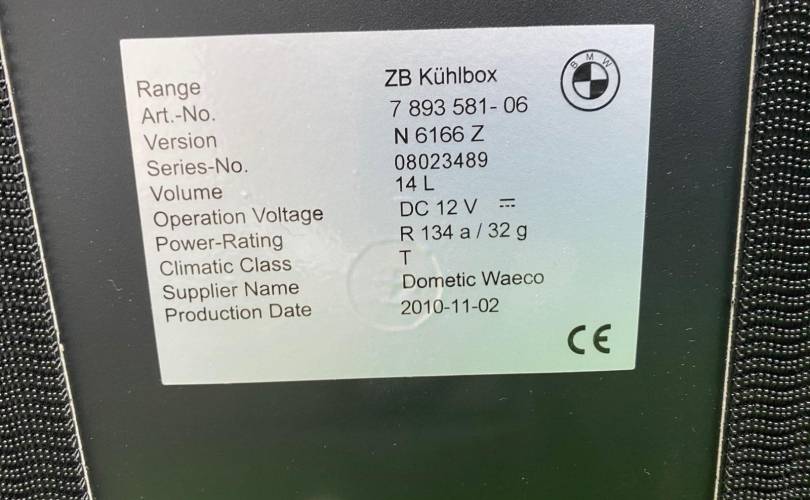 BMW
Range ZB Kühlbox
Art.-No. 7 893 581- 06
Version N 6166 Z
Series-No. 08023489
Volume 14 L
Operation Voltage DC 12 V ⎓
Power-Rating R 134 a / 32 g
Climatic Class T
Supplier Name Dometic Waeco
Production Date 2010-11-02
CE